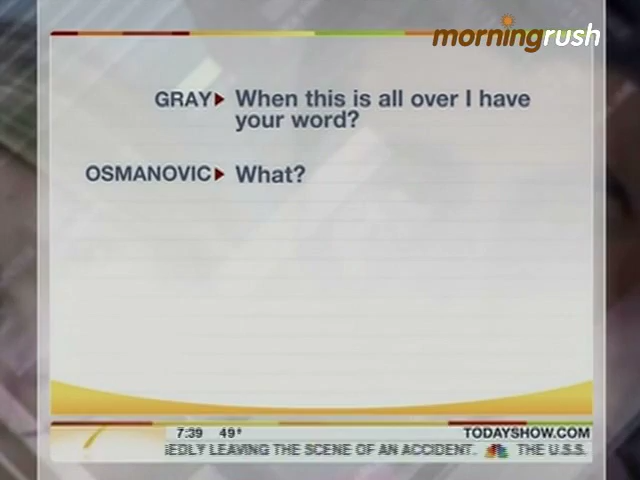 morningrush
GRAY When this is all over I have
your word?
OSMANOVIC What?
7:39 49° TODAYSHOW.COM
EDLY LEAVING THE SCENE OF AN ACCIDENT. THE U.S.S.